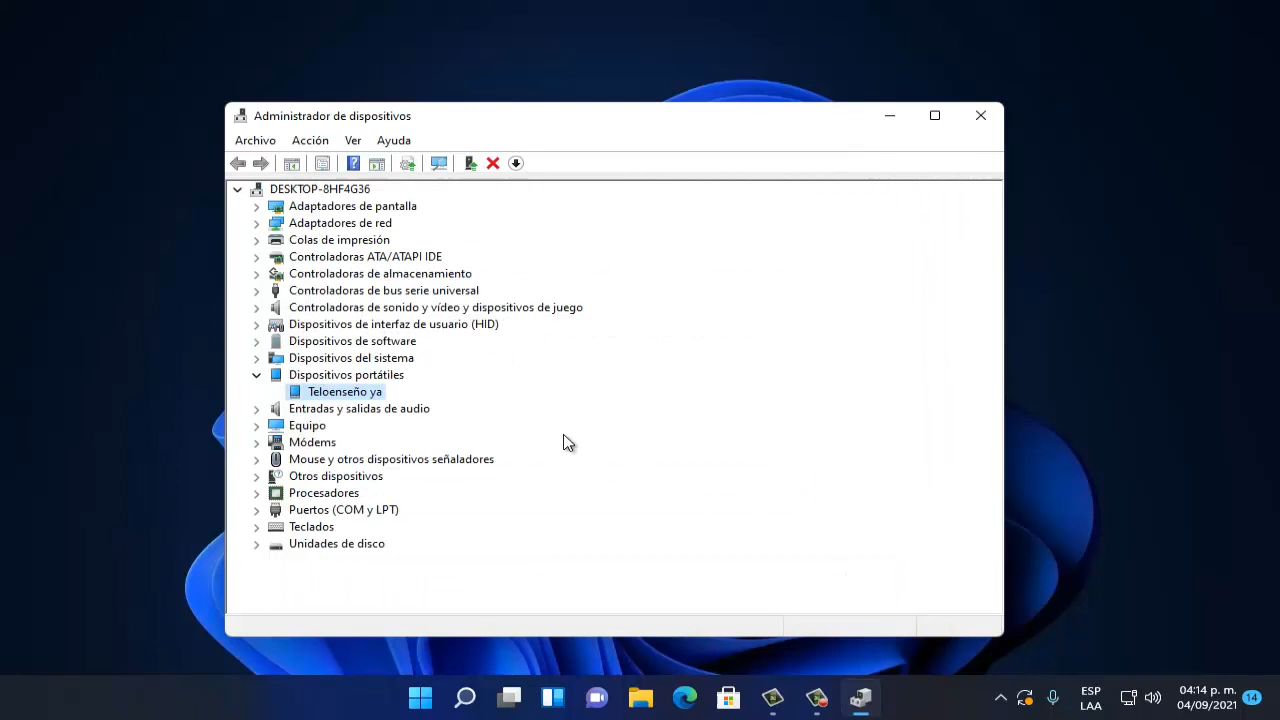 Administrador de dispositivos
Archivo Acción Ver Ayuda
DESKTOP-8HF4G36
Adaptadores de pantalla
Adaptadores de red
Colas de impresión
Controladoras ATA/ATAPI IDE
Controladoras de almacenamiento
Controladoras de bus serie universal
Controladoras de sonido y vídeo y dispositivos de juego
Dispositivos de interfaz de usuario (HID)
Dispositivos de software
Dispositivos del sistema
Dispositivos portátiles
Teloenseño ya
Entradas y salidas de audio
Equipo
Módems
Mouse y otros dispositivos señaladores
Otros dispositivos
Procesadores
Puertos (COM y LPT)
Teclados
Unidades de disco
ESP
LAA
04:14 p. m.
04/09/2021
14